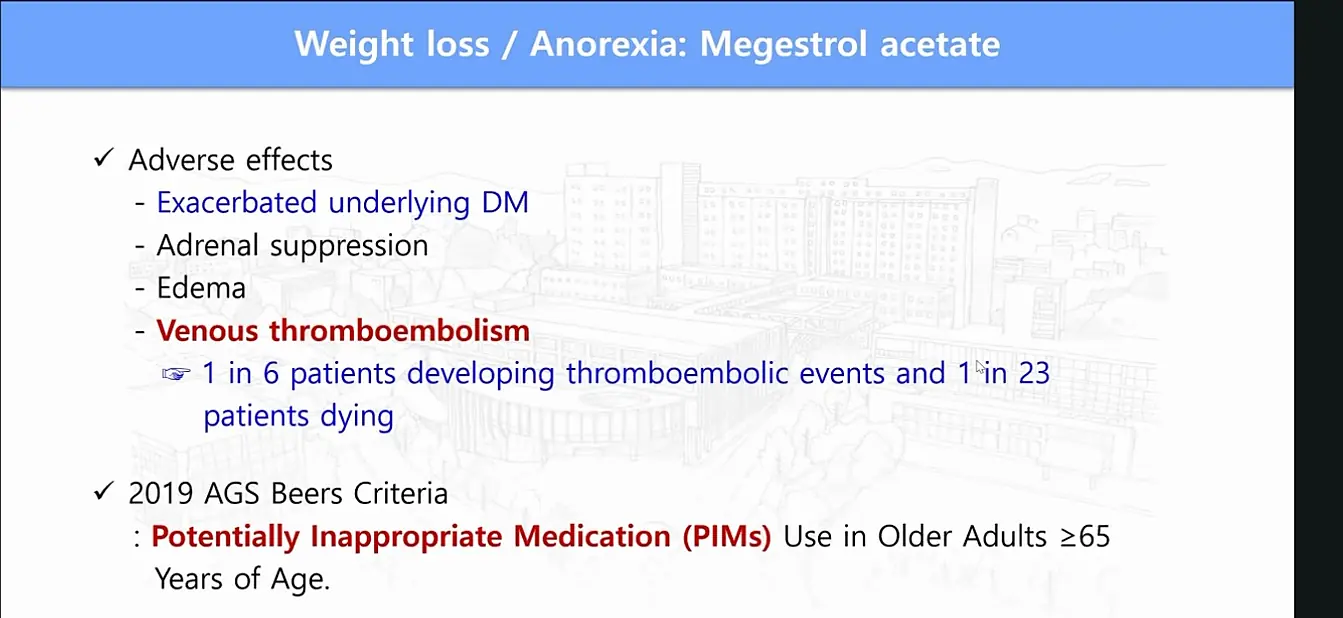 Weight loss / Anorexia: Megestrol acetate
✓ Adverse effects
- Exacerbated underlying DM
- Adrenal suppression
- Edema
- Venous thromboembolism
☞ 1 in 6 patients developing thromboembolic events and 1 in 23
patients dying
✓ 2019 AGS Beers Criteria
: Potentially Inappropriate Medication (PIMs) Use in Older Adults ≥65
Years of Age.